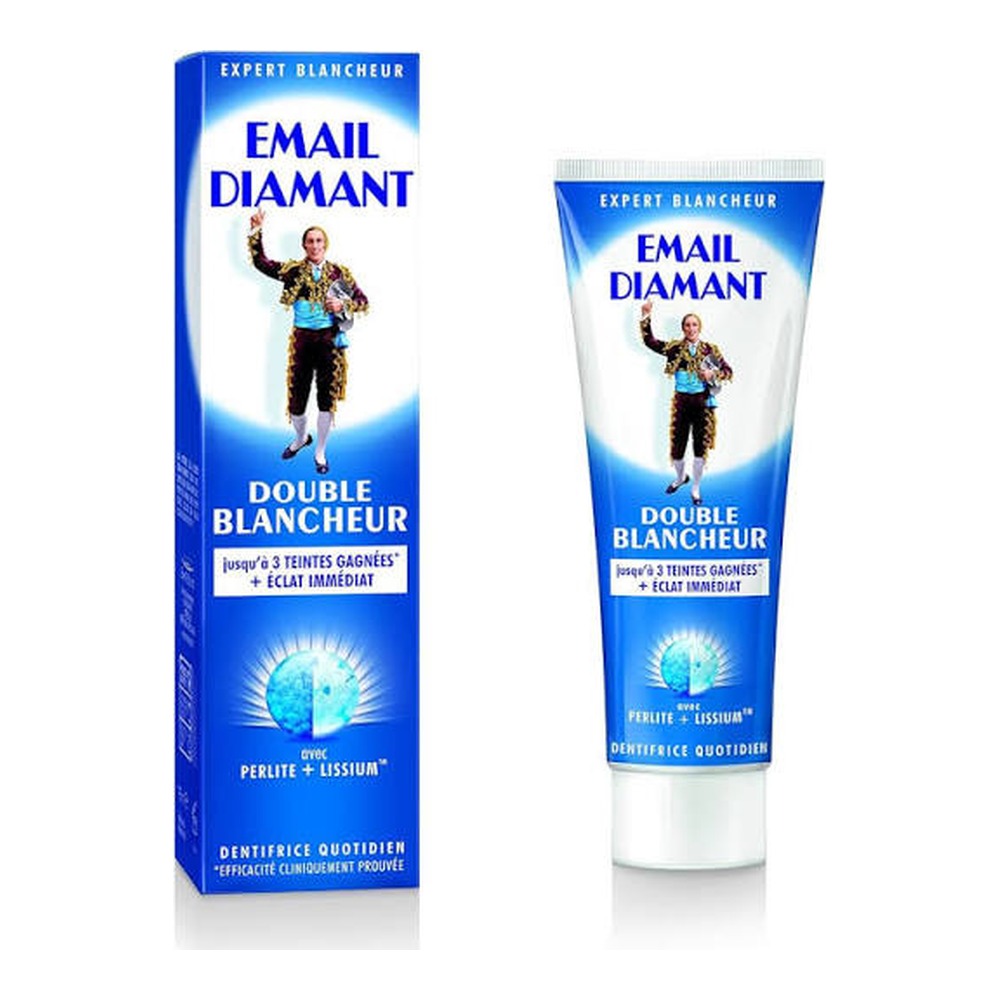 EXPERT BLANCHEUR
EMAIL
DIAMANT
DOUBLE
BLANCHEUR
jusqu'à 3 TEINTES GAGNÉES*
+ ÉCLAT IMMÉDIAT
avec
PERLITE + LISSIUM™
DENTIFRICE QUOTIDIEN
*EFFICACITÉ CLINIQUEMENT PROUVÉE
EXPERT BLANCHEUR
EMAIL
DIAMANT
DOUBLE
BLANCHEUR
jusqu'à 3 TEINTES GAGNÉES*
+ ÉCLAT IMMÉDIAT
avec
PERLITE + LISSIUM™
DENTIFRICE QUOTIDIEN